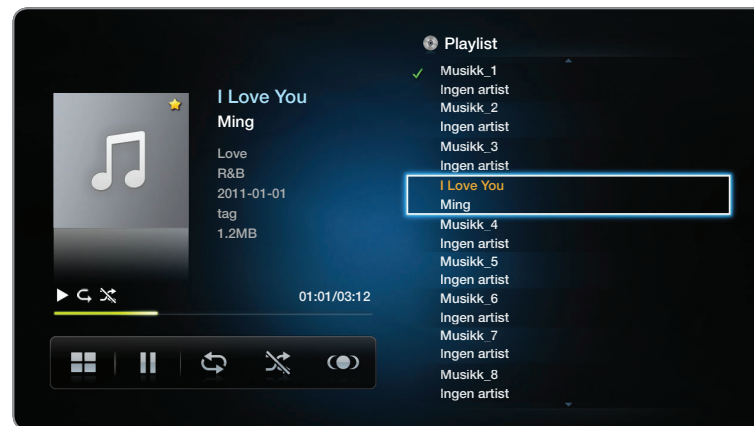 I Love You
Ming
Love
R&B
2011-01-01
tag
1.2MB
01:01/03:12
Playlist
Musikk_1
Ingen artist
Musikk_2
Ingen artist
Musikk_3
Ingen artist
I Love You
Ming
Musikk_4
Ingen artist
Musikk_5
Ingen artist
Musikk_6
Ingen artist
Musikk_7
Ingen artist
Musikk_8
Ingen artist